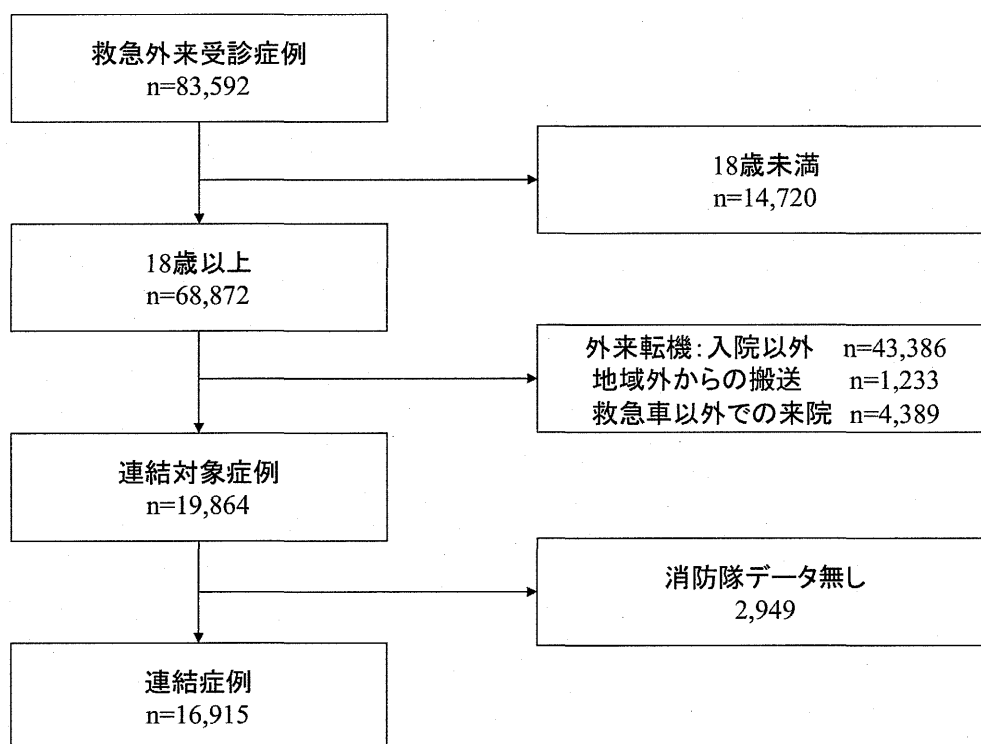 救急外来受診症例
n=83,592
18歳未満
n=14,720
18歳以上
n=68,872
外来転機：入院以外 n=43,386
地域外からの搬送 n=1,233
救急車以外での来院 n=4,389
連結対象症例
n=19,864
消防隊データ無し
2,949
連結症例
n=16,915